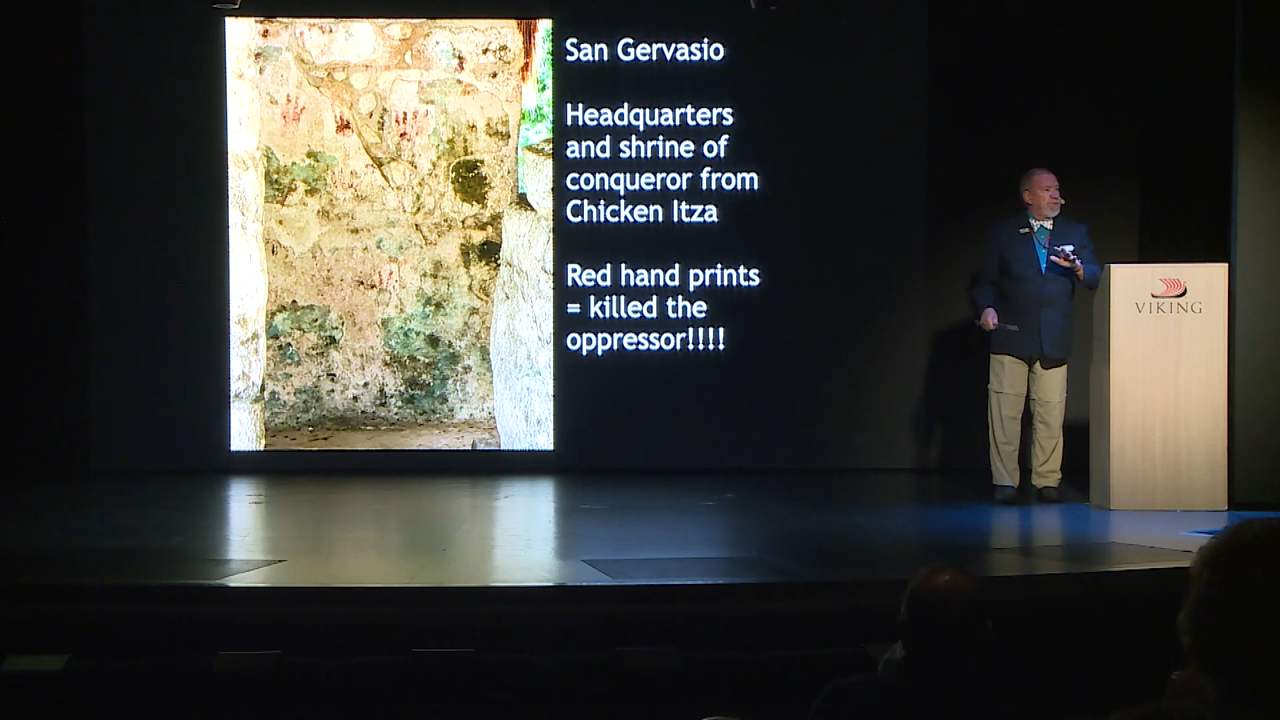 San Gervasio
Headquarters
and shrine of
conqueror from
Chicken Itza
Red hand prints
= killed the
oppressor!!!!
VIKING